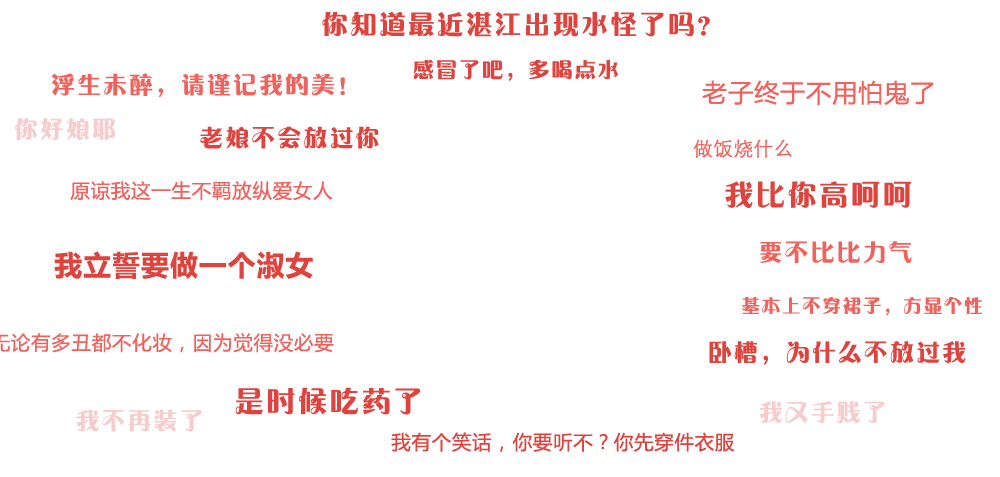 你知道最近湛江出现水怪了吗?
感冒了吧，多喝点水
浮生未醉，请谨记我的美!
老子终于不用怕鬼了
你好娘耶
老娘不会放过你
做饭烧什么
原谅我这一生不羁放纵爱女人
我比你高呵呵
要不比比力气
我立誓要做一个淑女
基本上不穿裙子，方显个性
无论有多丑都不化妆，因为觉得没必要
卧槽，为什么不放过我
是时候吃药了
我不再装了
我又手贱了
我有个笑话，你要听不？你先穿件衣服